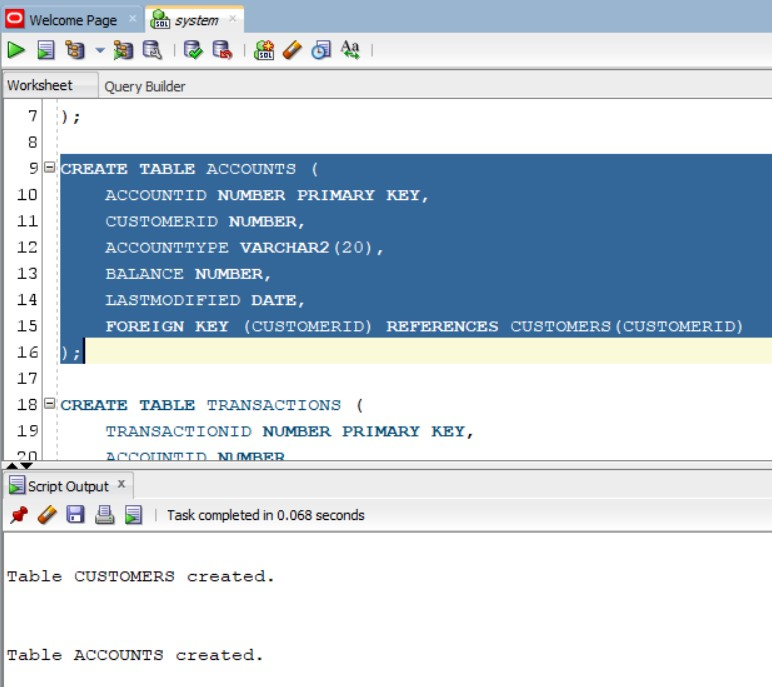 Welcome Page
system
Worksheet
Query Builder
7 );
8
9 CREATE TABLE ACCOUNTS (
10 ACCOUNTID NUMBER PRIMARY KEY,
11 CUSTOMERID NUMBER,
12 ACCOUNTTYPE VARCHAR2(20),
13 BALANCE NUMBER,
14 LASTMODIFIED DATE,
15 FOREIGN KEY (CUSTOMERID) REFERENCES CUSTOMERS(CUSTOMERID)
16 );
17
18 CREATE TABLE TRANSACTIONS (
19 TRANSACTIONID NUMBER PRIMARY KEY,
20 ACCOUNTID NUMBER
Script Output
Task completed in 0.068 seconds
Table CUSTOMERS created.
Table ACCOUNTS created.